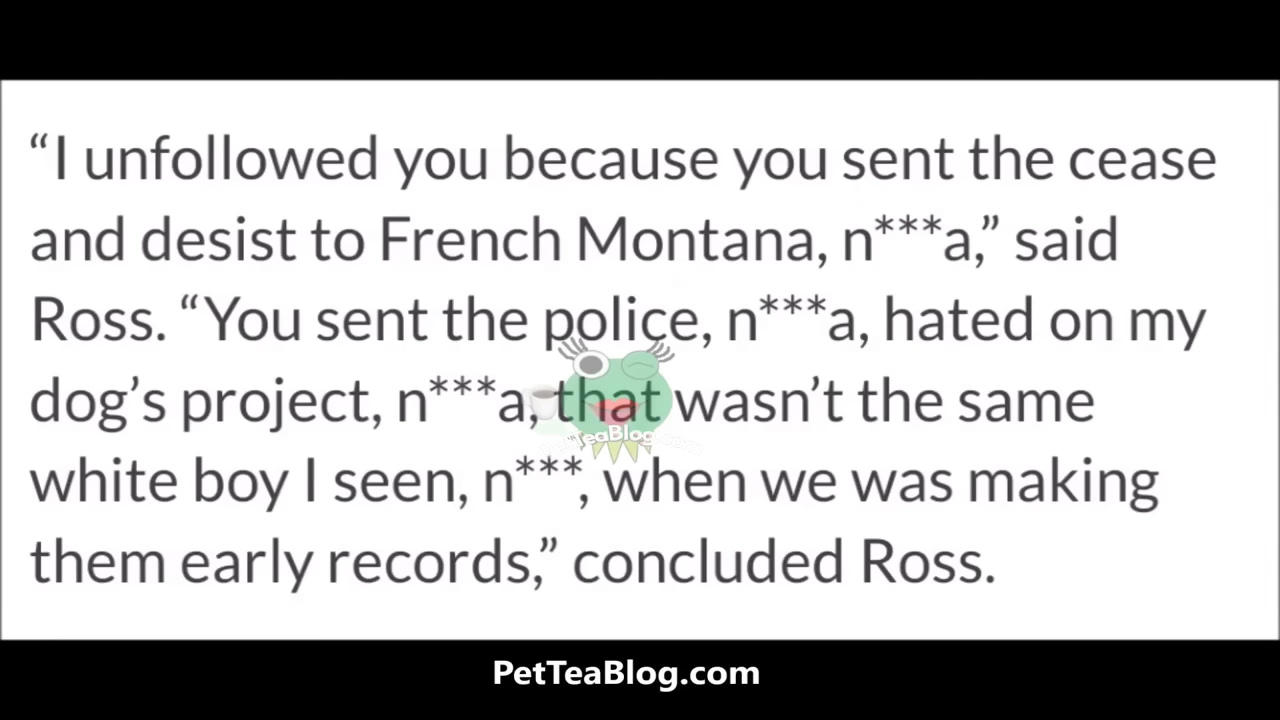 “I unfollowed you because you sent the cease
and desist to French Montana, n***a,” said
Ross. “You sent the police, n***a, hated on my
dog’s project, n***a, that wasn’t the same
TeaBlog.com
white boy I seen, n***, when we was making
them early records,” concluded Ross.
PetTeaBlog.com